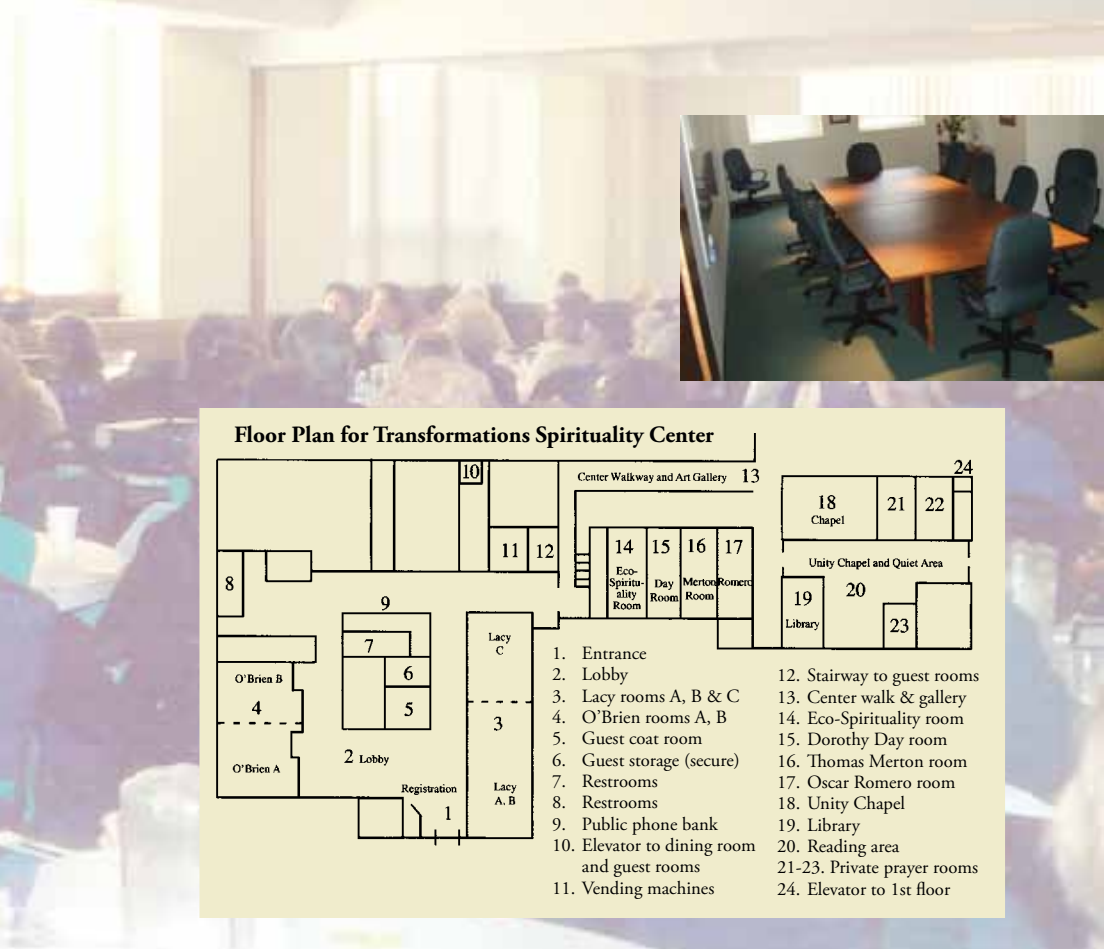 Floor Plan for Transformations Spirituality Center
10
Center Walkway and Art Gallery 13
24
18
Chapel
21
22
11
12
14
Eco-
Spiritu-
ality
Room
15
Day
Room
16
Merton
Room
17
Romero
Unity Chapel and Quiet Area
8
9
7
6
5
19
Library
20
23
Lacy
C
O'Brien B
4
O'Brien A
3
2 Lobby
Registration
1
Lacy
A, B
1. Entrance
2. Lobby
3. Lacy rooms A, B & C
4. O'Brien rooms A, B
5. Guest coat room
6. Guest storage (secure)
7. Restrooms
8. Restrooms
9. Public phone bank
10. Elevator to dining room
and guest rooms
11. Vending machines
12. Stairway to guest rooms
13. Center walk & gallery
14. Eco-Spirituality room
15. Dorothy Day room
16. Thomas Merton room
17. Oscar Romero room
18. Unity Chapel
19. Library
20. Reading area
21-23. Private prayer rooms
24. Elevator to 1st floor